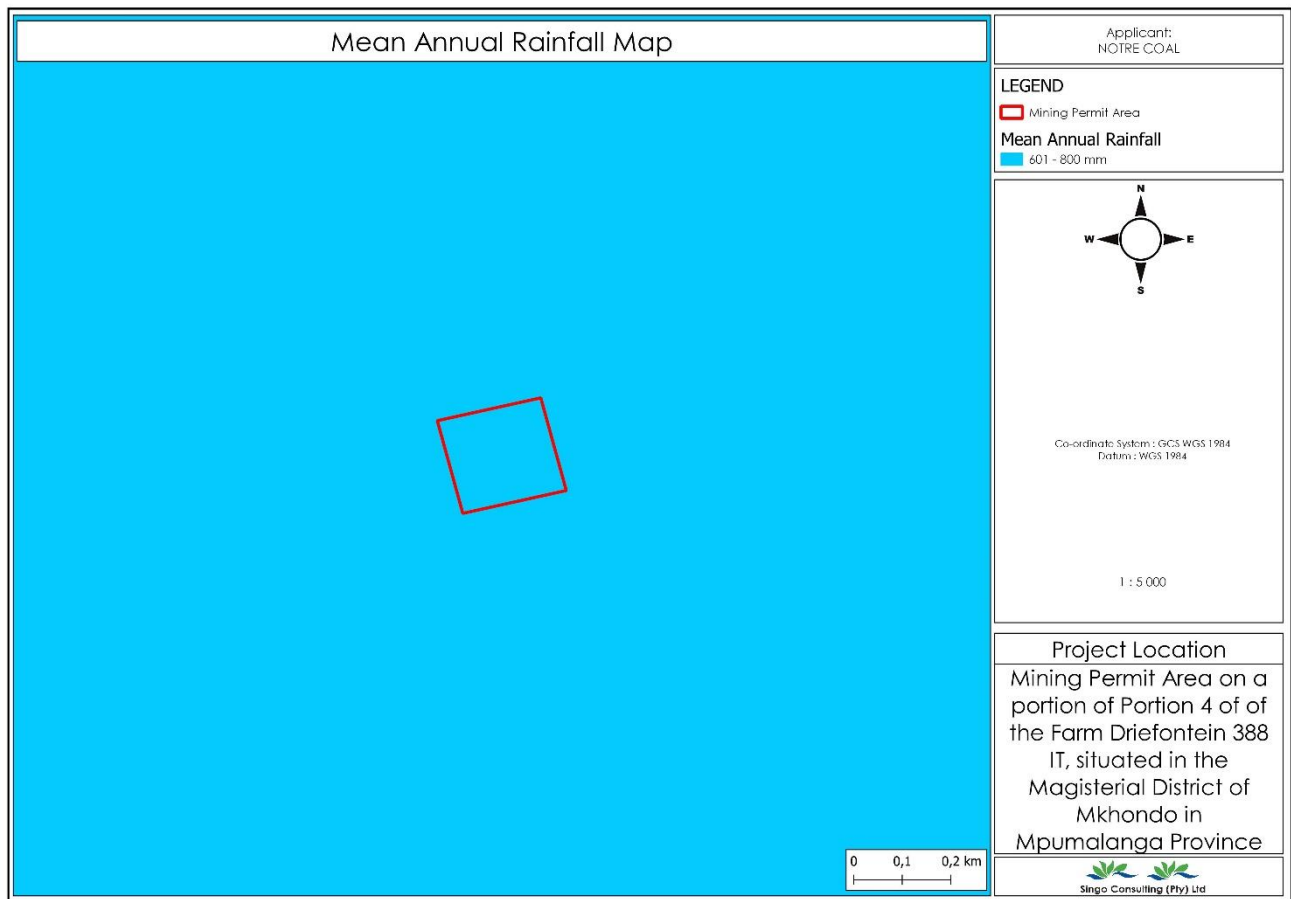 Mean Annual Rainfall Map
Applicant:
NOTRE COAL
LEGEND
Mining Permit Area
Mean Annual Rainfall
601 - 800 mm
N
W E
S
Co-ordinate System : GCS WGS 1984
Datum : WGS 1984
1 : 5 000
Project Location
Mining Permit Area on a
portion of Portion 4 of of
the Farm Driefontein 388
IT, situated in the
Magisterial District of
Mkhondo in
Mpumalanga Province
0 0,1 0,2 km
Singo Consulting (Pty) Ltd